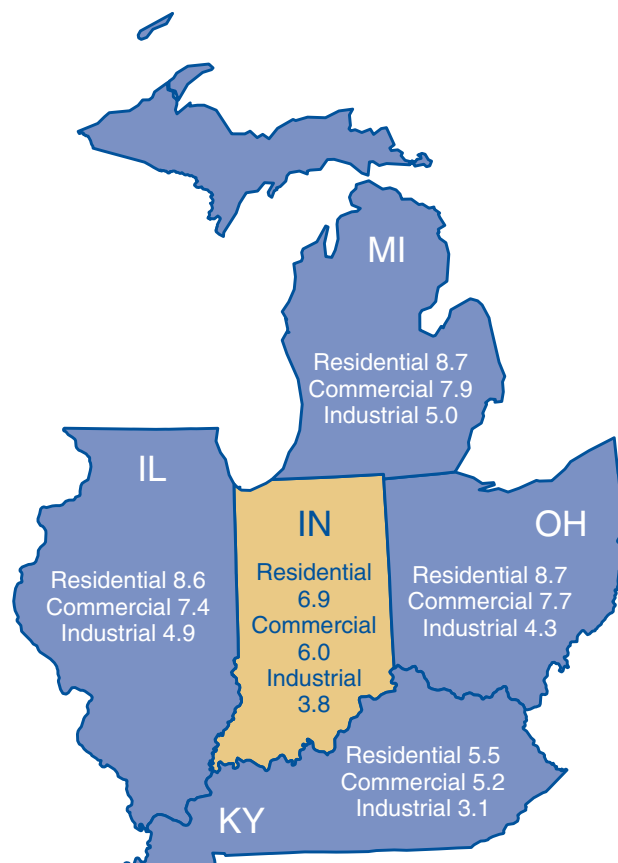 MI
Residential 8.7
Commercial 7.9
Industrial 5.0
IL
Residential 8.6
Commercial 7.4
Industrial 4.9
IN
Residential
6.9
Commercial
6.0
Industrial
3.8
OH
Residential 8.7
Commercial 7.7
Industrial 4.3
KY
Residential 5.5
Commercial 5.2
Industrial 3.1